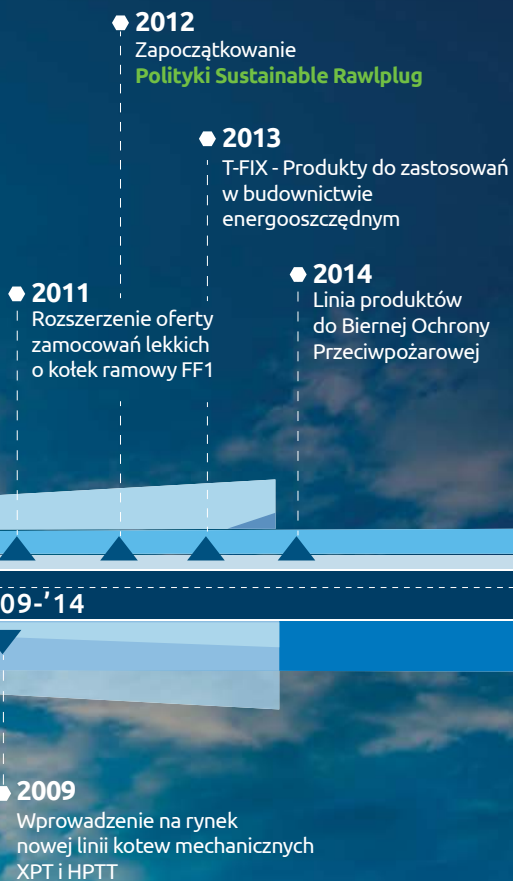 2012
Zapoczątkowanie
Polityki Sustainable Rawlplug
2013
T-FIX - Produkty do zastosowań
w budownictwie
energooszczędnym
2011
Rozszerzenie oferty
zamocowań lekkich
o kołek ramowy FF1
2014
Linia produktów
do Biernej Ochrony
Przeciwpożarowej
09-'14
2009
Wprowadzenie na rynek
nowej linii kotew mechanicznych
XPT i HPTT